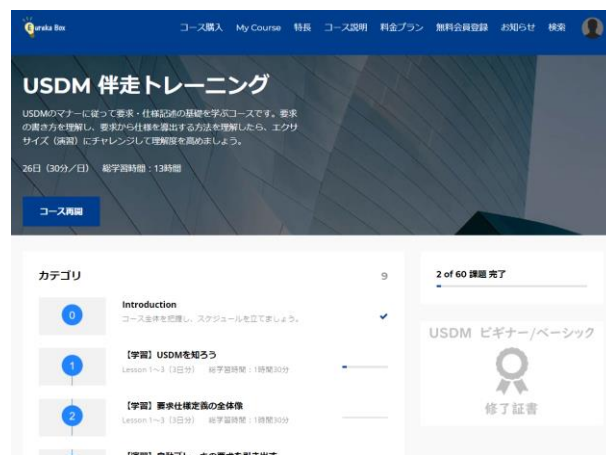 Eureka Box
コース購入 My Course 特長 コース説明 料金プラン 無料会員登録 お知らせ 検索
USDM 伴走トレーニング
USDMのマナーに従って要求・仕様記述の基礎を学ぶコースです。要求
の書き方を理解し、要求から仕様を導出する方法を理解したら、エクサ
サイズ（演習）にチャレンジして理解度を高めましょう。
26日（30分／日） 総学習時間：13時間
コース再開
カテゴリ 9
0
Introduction
コース全体を把握し、スケジュールを立てましょう。
1
【学習】USDMを知ろう
Lesson 1～3（3日分） 総学習時間：1時間30分
2
【学習】要求仕様定義の全体像
Lesson 1～3（3日分） 総学習時間：1時間30分
2 of 60 課題 完了
USDM ビギナー/ベーシック
修了証書